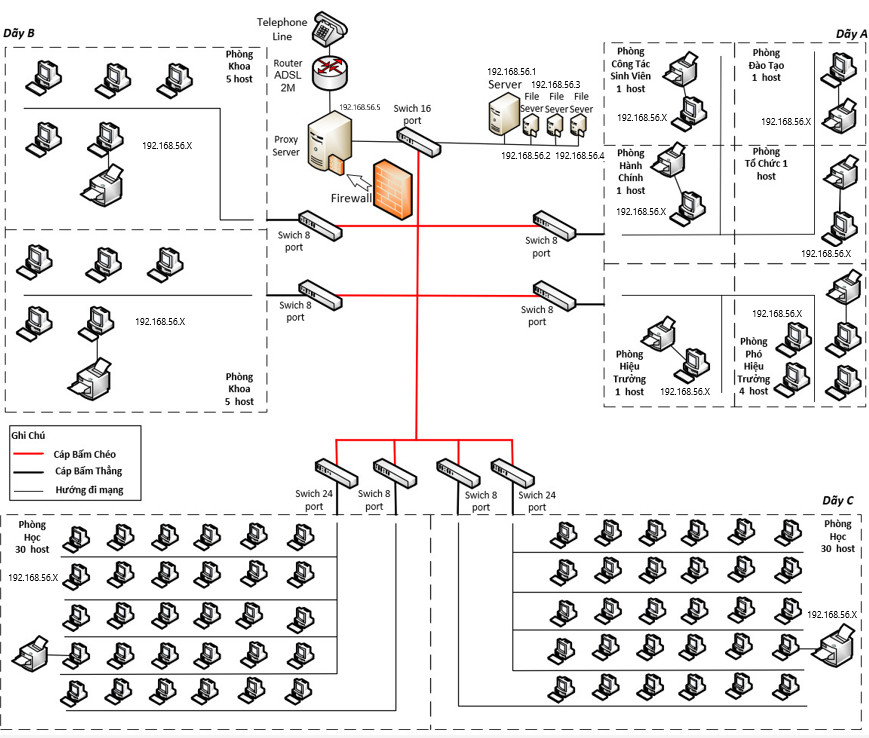 Dãy B
Phòng
Khoa
5 host
192.168.56.X
Telephone
Line
Router
ADSL
2M
192.168.56.5
Proxy
Server
Firewall
Swich 16
port
192.168.56.1
Server
192.168.56.3
File
Sever
File
Sever
File
Sever
192.168.56.2
192.168.56.4
Dãy A
Phòng
Công Tác
Sinh Viên
1 host
192.168.56.X
Phòng
Đào Tạo
1 host
192.168.56.X
Phòng
Hành
Chính
1 host
192.168.56.X
Phòng
Tổ Chức 1
host
192.168.56.X
Swich 8
port
Swich 8
port
192.168.56.X
Phòng
Khoa
5 host
Swich 8
port
Swich 8
port
Phòng
Hiệu
Trưởng
1 host
192.168.56.X
192.168.56.X
Phòng
Phó
Hiệu
Trưởng
4 host
Ghi Chú
Cáp Bấm Chéo
Cáp Bấm Thẳng
Hướng đi mạng
Swich 24
port
Swich 8
port
Swich 8
port
Swich 24
port
Dãy C
Phòng
Học
30 host
192.168.56.X
Phòng
Học
30 host
192.168.56.X